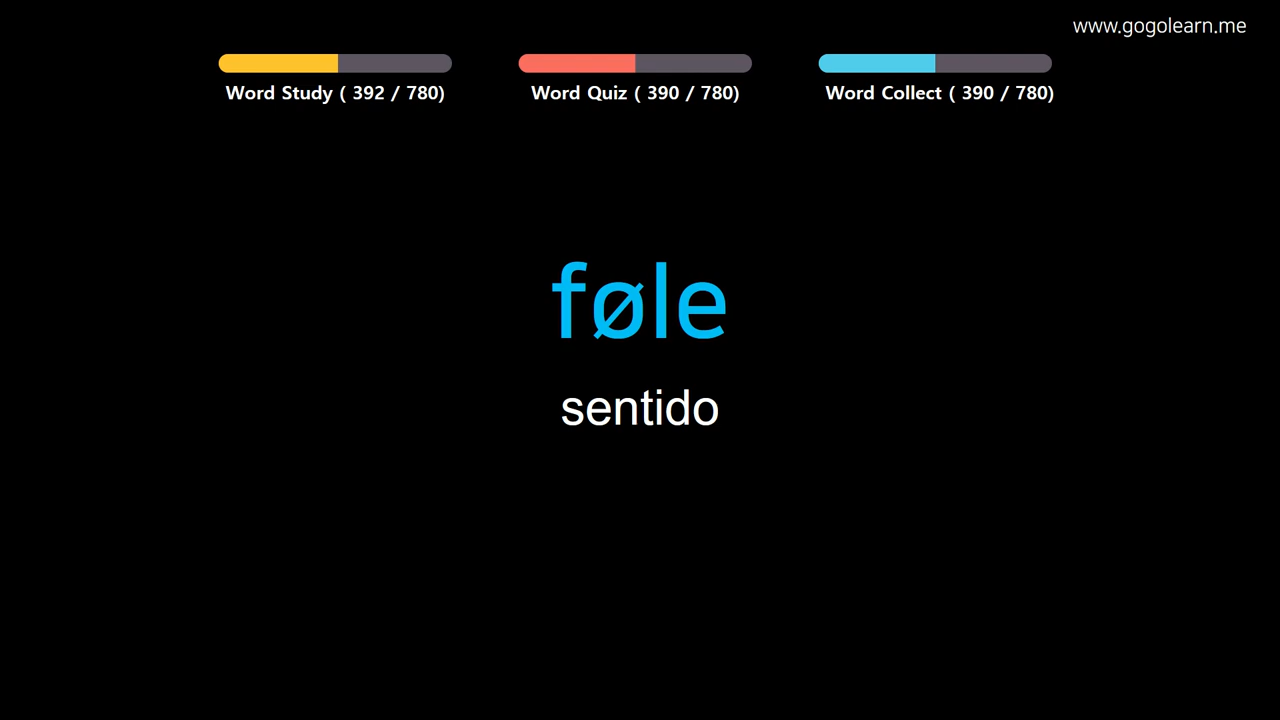 www.gogolearn.me
Word Study ( 392 / 780)
Word Quiz ( 390 / 780)
Word Collect ( 390 / 780)
føle
sentido